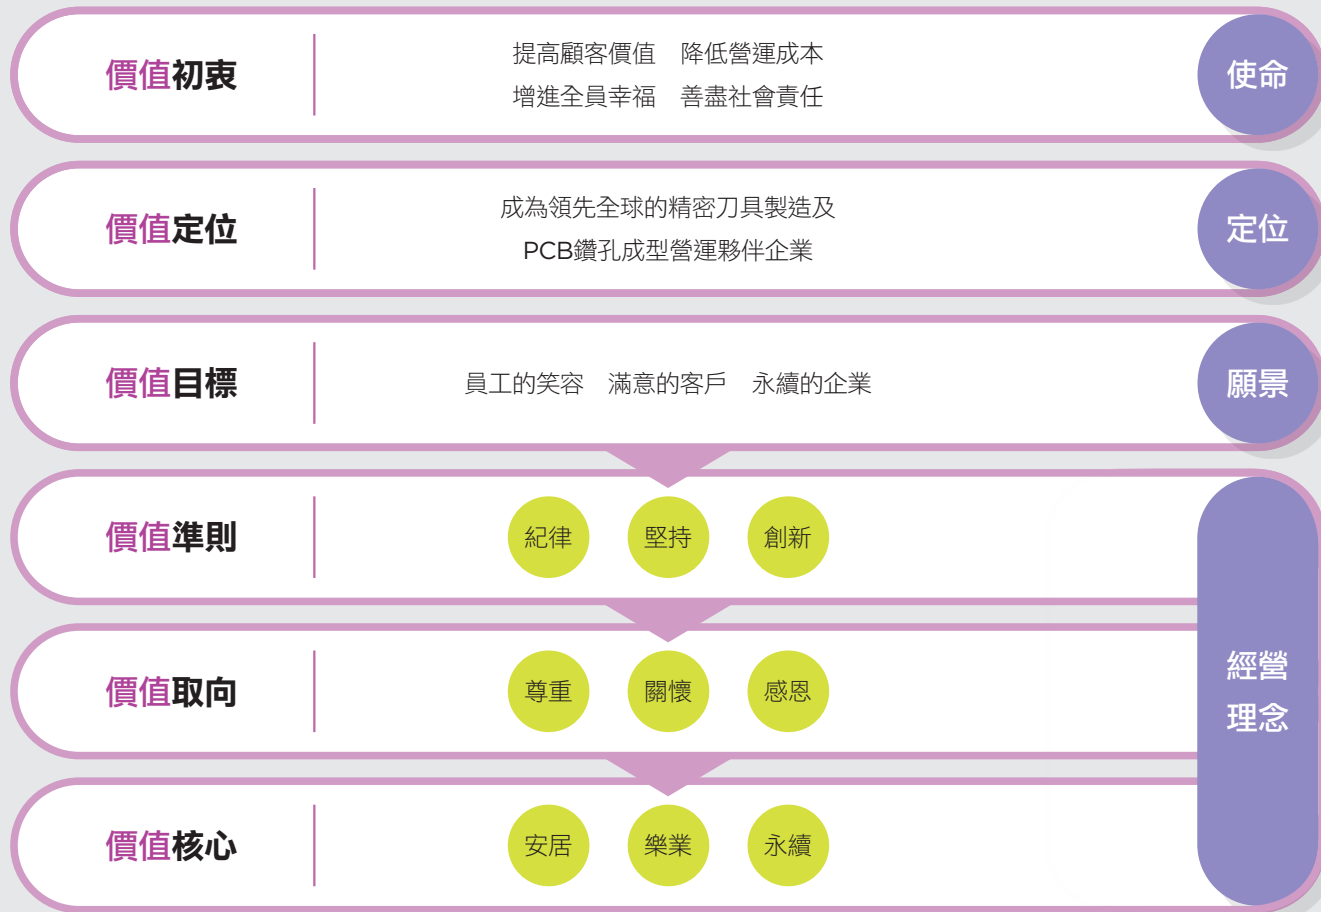 價值初衷
提高顧客價值　降低營運成本
增進全員幸福　善盡社會責任
使命
價值定位
成為領先全球的精密刀具製造及
PCB鑽孔成型營運夥伴企業
定位
價值目標
員工的笑容　滿意的客戶　永續的企業
願景
價值準則
紀律　堅持　創新
價值取向
尊重　關懷　感恩
經營
理念
價值核心
安居　樂業　永續